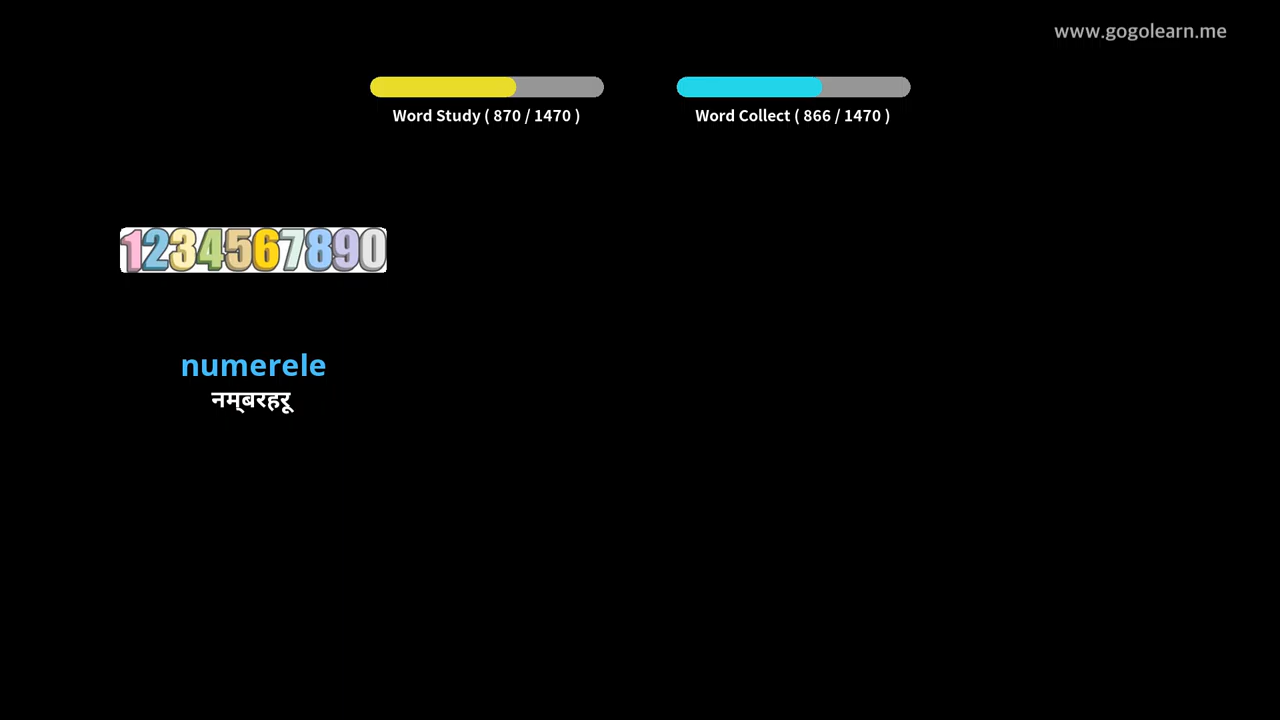 www.gogolearn.me
Word Study ( 870 / 1470 )
Word Collect ( 866 / 1470 )
1234567890
numerele
नम्बरहरू